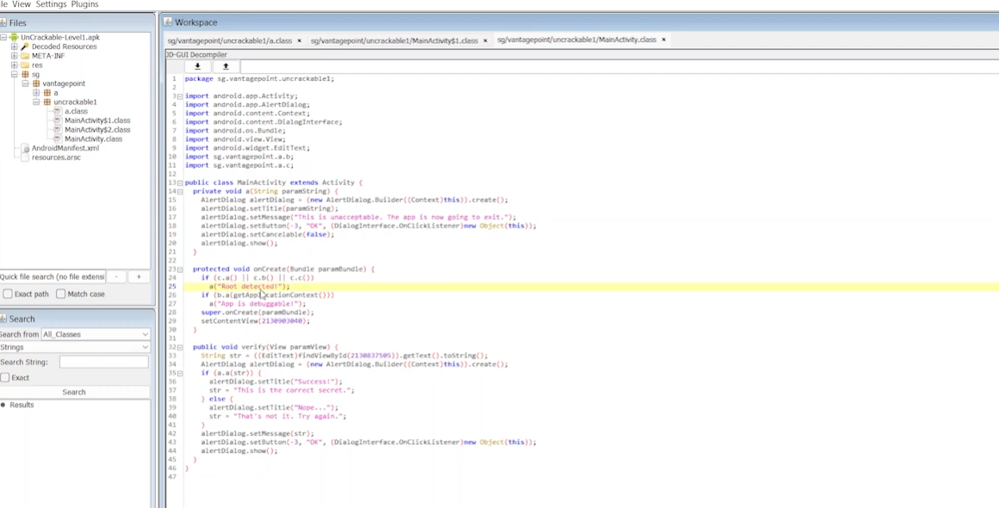 le View Settings Plugins
Files
UnCrackable-Level1.apk
Decoded Resources
META-INF
res
sg
vantagepoint
a
uncrackable1
a.class
MainActivity$1.class
MainActivity$2.class
MainActivity.class
AndroidManifest.xml
resources.arsc
Quick file search (no file extensi
- +
Exact path Match case
Search
Search from All_Classes
Strings
Search String:
Exact
Search
Results
Workspace
sg/vantagepoint/uncrackable1/a.class × sg/vantagepoint/uncrackable1/MainActivity$1.class × sg/vantagepoint/uncrackable1/MainActivity.class ×
JD-GUI Decompiler
1 package sg.vantagepoint.uncrackable1;
2
3 import android.app.Activity;
4 import android.app.AlertDialog;
5 import android.content.Context;
6 import android.content.DialogInterface;
7 import android.os.Bundle;
8 import android.view.View;
9 import android.widget.EditText;
10 import sg.vantagepoint.a.b;
11 import sg.vantagepoint.a.c;
12
13 public class MainActivity extends Activity {
14 private void a(String paramString) {
15 AlertDialog alertDialog = (new AlertDialog.Builder((Context)this)).create();
16 alertDialog.setTitle(paramString);
17 alertDialog.setMessage("This is unacceptable. The app is now going to exit.");
18 alertDialog.setButton(-3, "OK", (DialogInterface.OnClickListener)new Object(this));
19 alertDialog.setCancelable(false);
20 alertDialog.show();
21 }
22
23 protected void onCreate(Bundle paramBundle) {
24 if (c.a() || c.b() || c.c())
25 a("Root detected!");
26 if (b.a(getApplicationContext()))
27 a("App is debuggable!");
28 super.onCreate(paramBundle);
29 setContentView(2130903040);
30 }
31
32 public void verify(View paramView) {
33 String str = ((EditText)findViewById(2130837505)).getText().toString();
34 AlertDialog alertDialog = (new AlertDialog.Builder((Context)this)).create();
35 if (a.a(str)) {
36 alertDialog.setTitle("Success!");
37 str = "This is the correct secret.";
38 } else {
39 alertDialog.setTitle("Nope...");
40 str = "That's not it. Try again.";
41 }
42 alertDialog.setMessage(str);
43 alertDialog.setButton(-3, "OK", (DialogInterface.OnClickListener)new Object(this));
44 alertDialog.show();
45 }
46 }
47